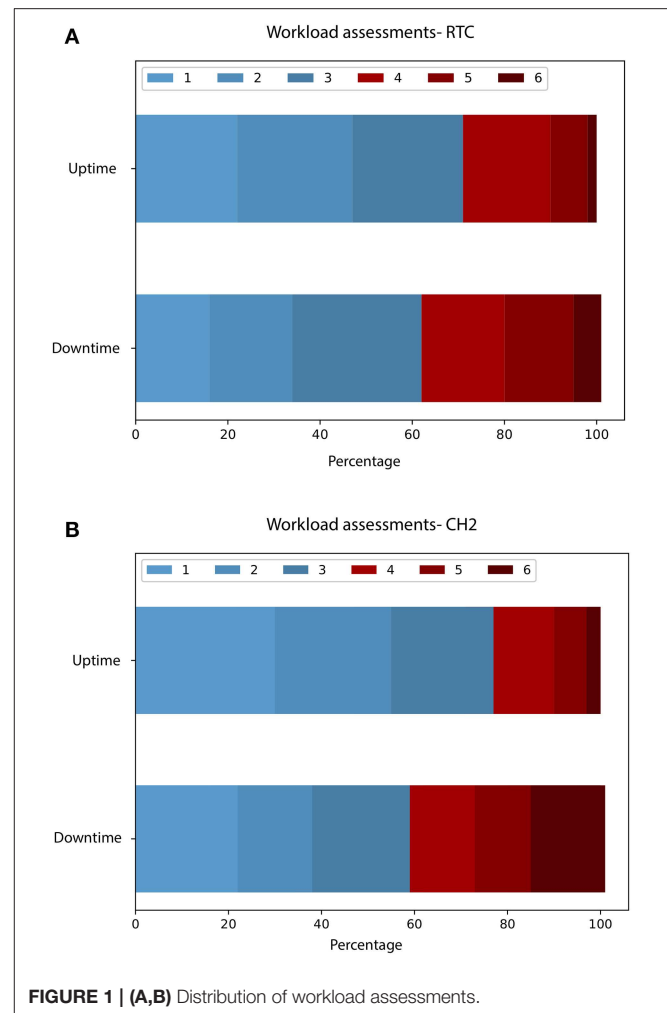 A
Workload assessments- RTC
1 2 3 4 5 6
Uptime
Downtime
0 20 40 60 80 100
Percentage
B
Workload assessments- CH2
1 2 3 4 5 6
Uptime
Downtime
0 20 40 60 80 100
Percentage
FIGURE 1 | (A,B) Distribution of workload assessments.